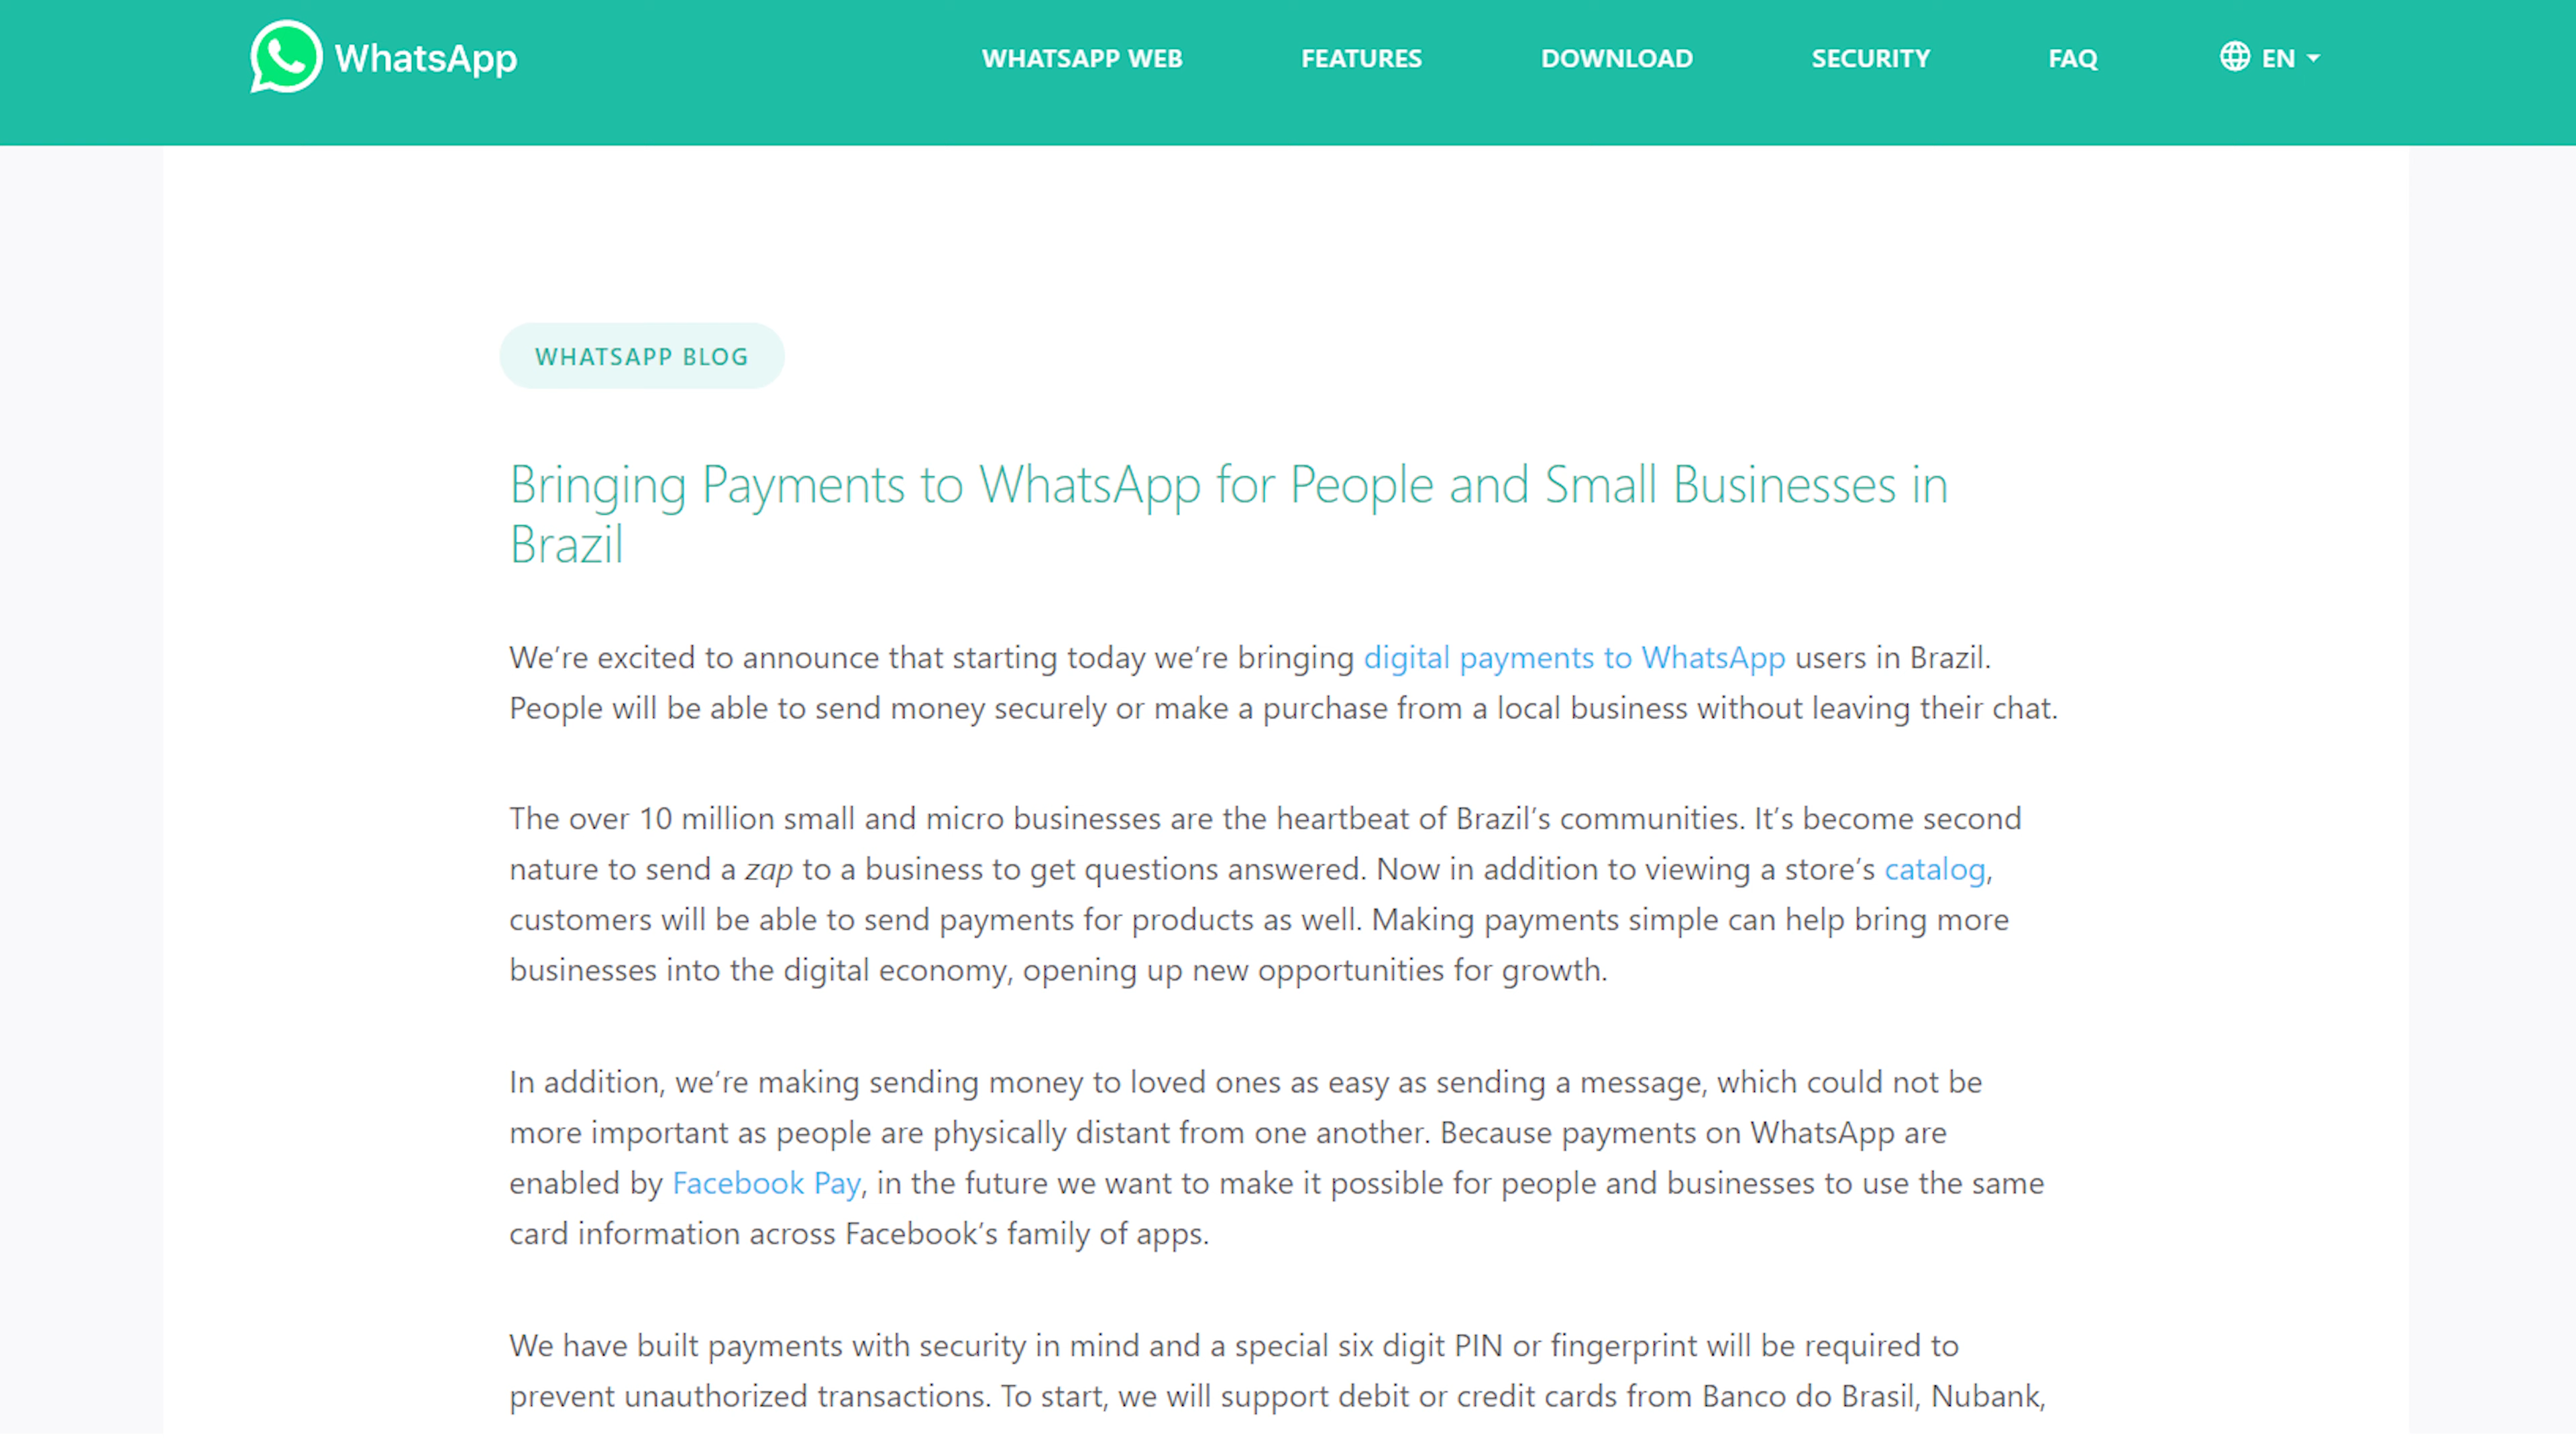 WhatsApp
WHATSAPP WEB FEATURES DOWNLOAD SECURITY FAQ EN
WHATSAPP BLOG
Bringing Payments to WhatsApp for People and Small Businesses in
Brazil
We’re excited to announce that starting today we’re bringing digital payments to WhatsApp users in Brazil.
People will be able to send money securely or make a purchase from a local business without leaving their chat.
The over 10 million small and micro businesses are the heartbeat of Brazil’s communities. It’s become second
nature to send a zap to a business to get questions answered. Now in addition to viewing a store’s catalog,
customers will be able to send payments for products as well. Making payments simple can help bring more
businesses into the digital economy, opening up new opportunities for growth.
In addition, we’re making sending money to loved ones as easy as sending a message, which could not be
more important as people are physically distant from one another. Because payments on WhatsApp are
enabled by Facebook Pay, in the future we want to make it possible for people and businesses to use the same
card information across Facebook’s family of apps.
We have built payments with security in mind and a special six digit PIN or fingerprint will be required to
prevent unauthorized transactions. To start, we will support debit or credit cards from Banco do Brasil, Nubank,